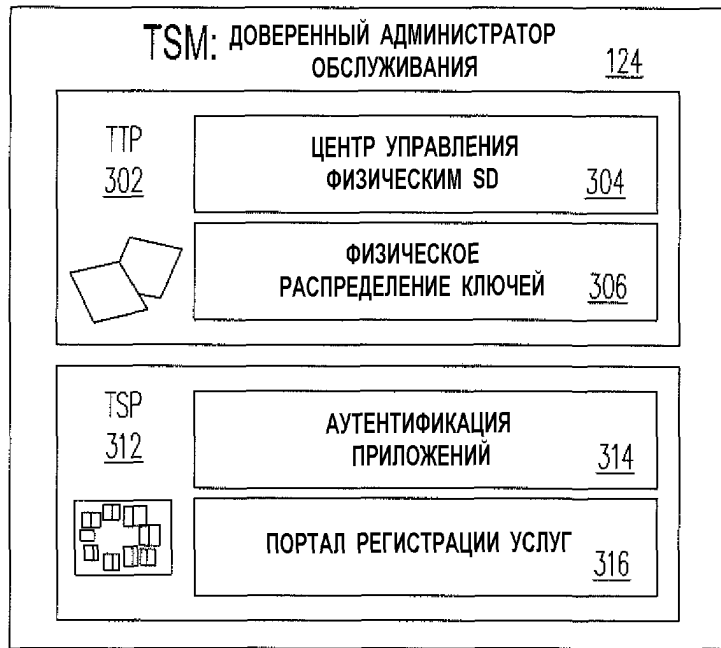 TSM: ДОВЕРЕННЫЙ АДМИНИСТРАТОР
ОБСЛУЖИВАНИЯ 124
TTP
302
ЦЕНТР УПРАВЛЕНИЯ
ФИЗИЧЕСКИМ SD 304
ФИЗИЧЕСКОЕ
РАСПРЕДЕЛЕНИЕ КЛЮЧЕЙ 306
TSP
312
АУТЕНТИФИКАЦИЯ
ПРИЛОЖЕНИЙ 314
ПОРТАЛ РЕГИСТРАЦИИ УСЛУГ
316